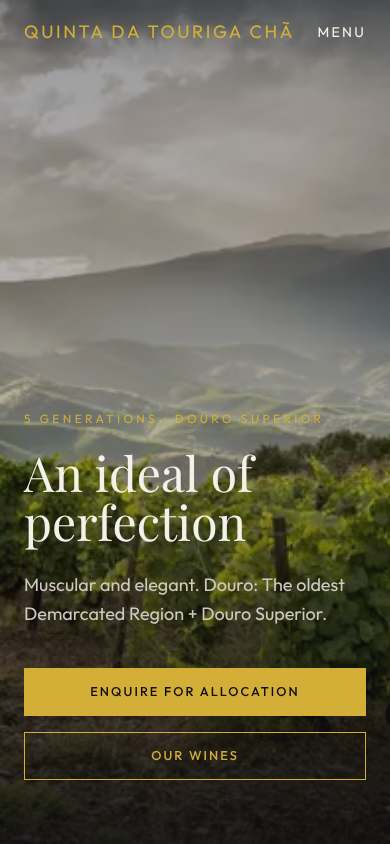 QUINTA DA TOURIGA CHÃ
MENU
5 GENERATIONS · DOURO SUPERIOR
An ideal of
perfection
Muscular and elegant. Douro: The oldest
Demarcated Region + Douro Superior.
ENQUIRE FOR ALLOCATION
OUR WINES